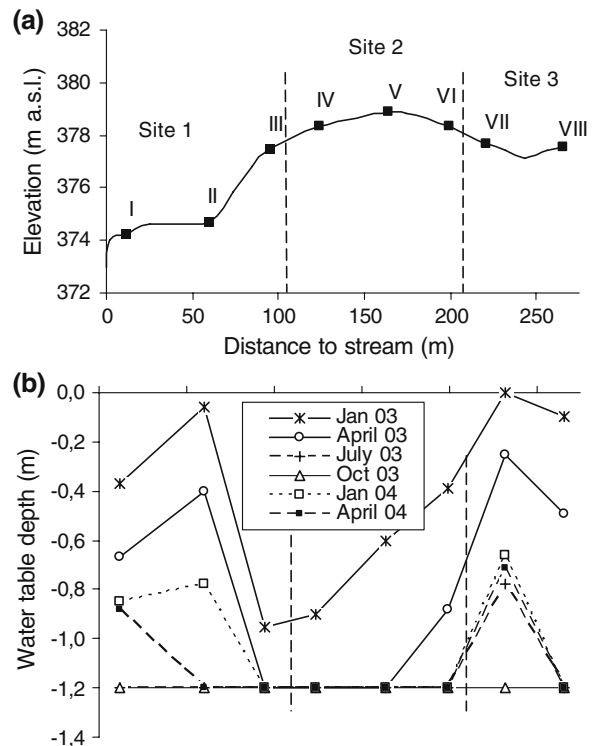 (a)
382
380
378
376
374
372
Elevation (m a.s.l.)
Site 1
Site 2
Site 3
I
II
III
IV
V
VI
VII
VIII
0
50
100
150
200
250
Distance to stream (m)
(b)
0,0
-0,2
-0,4
-0,6
-0,8
-1,0
-1,2
-1,4
Water table depth (m)
Jan 03
April 03
July 03
Oct 03
Jan 04
April 04